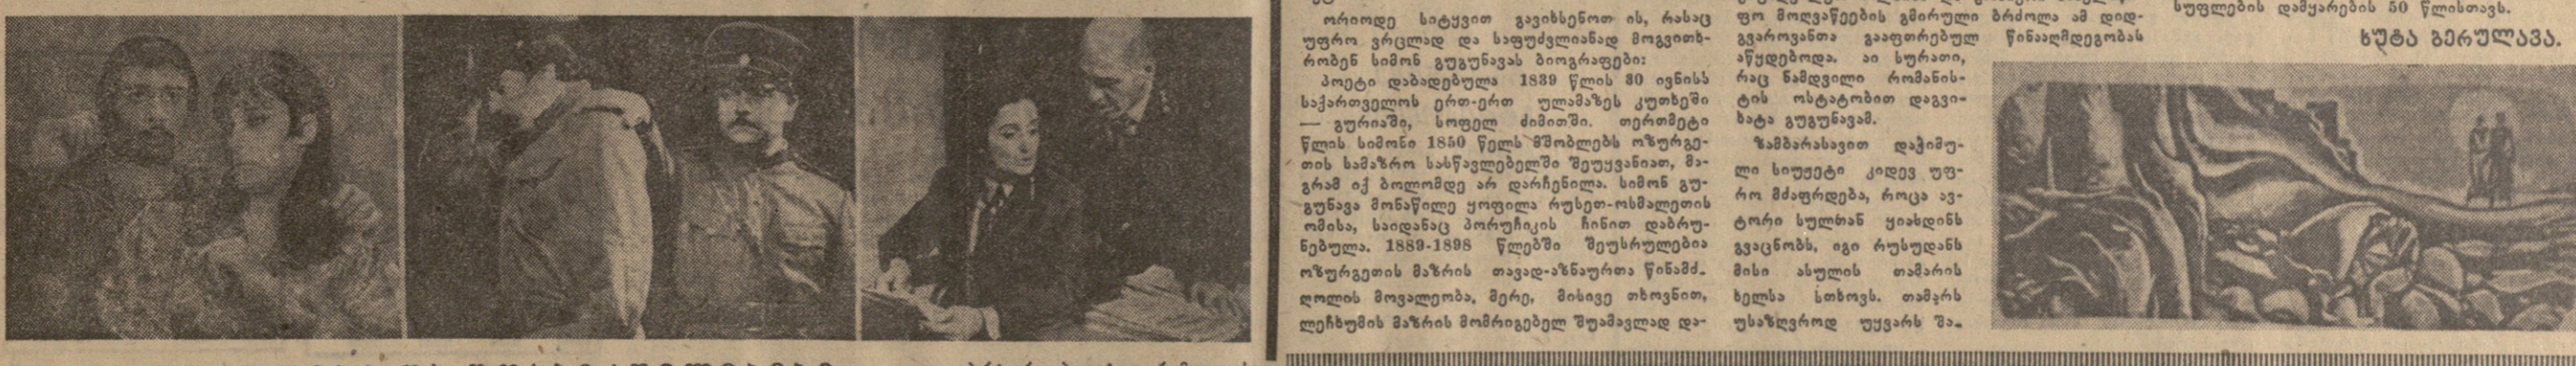 ორიოდე სიტყვით გავიხსენოთ ის, რასაც
უფრო ვრცლად და საფუძვლიანად მოგვითხ-
რობენ სიმონ გუგუნავას ბიოგრაფები:
პოეტი დაბადებულა 1839 წლის 30 ივნისს
საქართველოს ერთ-ერთ ულამაზეს კუთხეში
— გურიაში, სოფელ ძიმითში. თერთმეტი
წლის სიმონი 1850 წელს მშობლებს ოზურგე-
თის სამაზრო სასწავლებელში შეუყვანიათ, მა-
გრამ იქ ბოლომდე არ დარჩენილა. სიმონ გუ-
გუნავა მონაწილე ყოფილა რუსეთ-ოსმალეთის
ომისა, საიდანაც პორუჩიკის ჩინით დაბრუ-
ნებულა. 1889-1898 წლებში შეუსრულებია
ოზურგეთის მაზრის თავად-აზნაურთა წინამძ-
ღოლის მოვალეობა, მერე, მისივე თხოვნით,
ლეჩხუმის მაზრის მომრიგებელ შუამავლად და-
ფო მოღვაწეების გმირული ბრძოლა ამ დიდ-
გვაროვანთა გააფთრებულ წინააღმდეგობას
აწყდებოდა. აი სურათი,
რაც ნამდვილი რომანის-
ტის ოსტატობით დაგვი-
ხატა გუგუნავამ.
ზამბარასავით დაჭიმუ-
ლი სიუჟეტი კიდევ უფ-
რო მძაფრდება, როცა ავ-
ტორი სულთან ყიასდინს
გვაცნობს, იგი რუსუდანს
მისი ასულის თამარის
ხელსა სთხოვს. თამარს
უსაზღვროდ უყვარს შა-
სუფლების დამყარების 50 წლისთავს.
ხუტა ბერულავა.